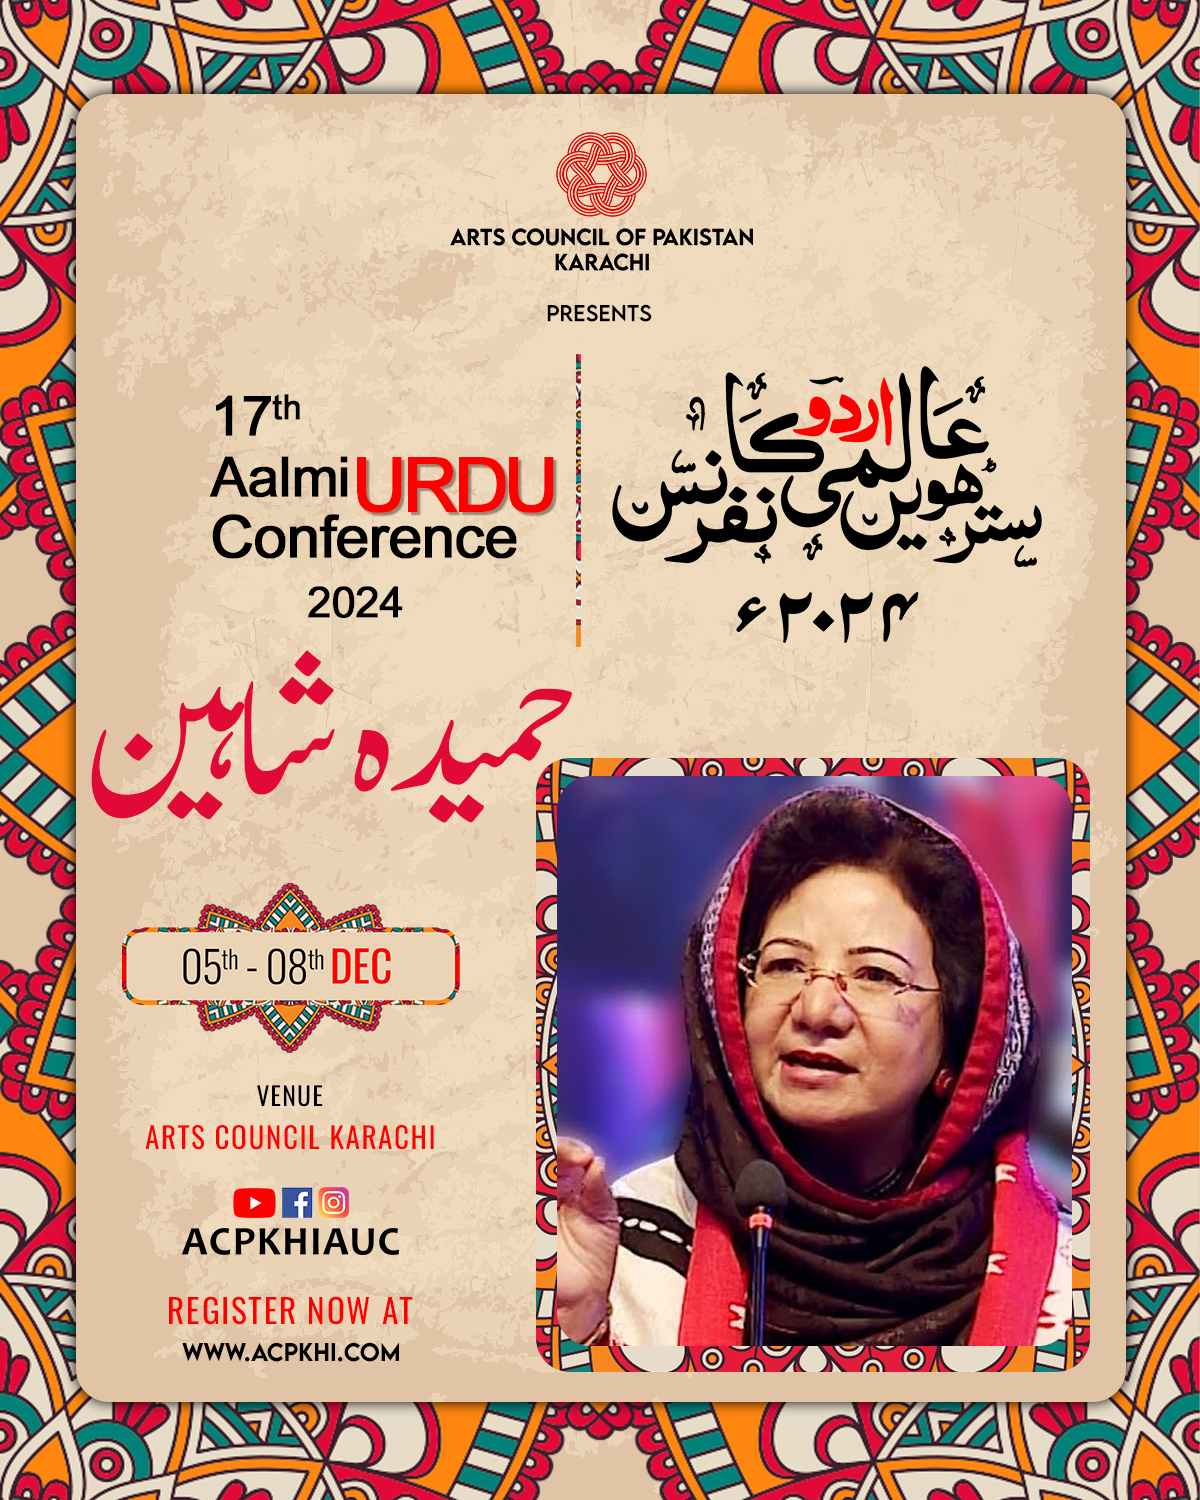 ARTS COUNCIL OF PAKISTAN
KARACHI
PRESENTS
17th
Aalmi URDU
Conference
2024
سترھویں عالمی اردو کانفرنس
۲۰۲۴ء
حمیدہ شاہین
05th - 08th DEC
VENUE
ARTS COUNCIL KARACHI
ACPKHIAUC
REGISTER NOW AT
WWW.ACPKHI.COM